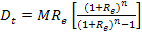 D_t = MR_e [ (1+R_e)^n / ((1+R_e)^n − 1) ]